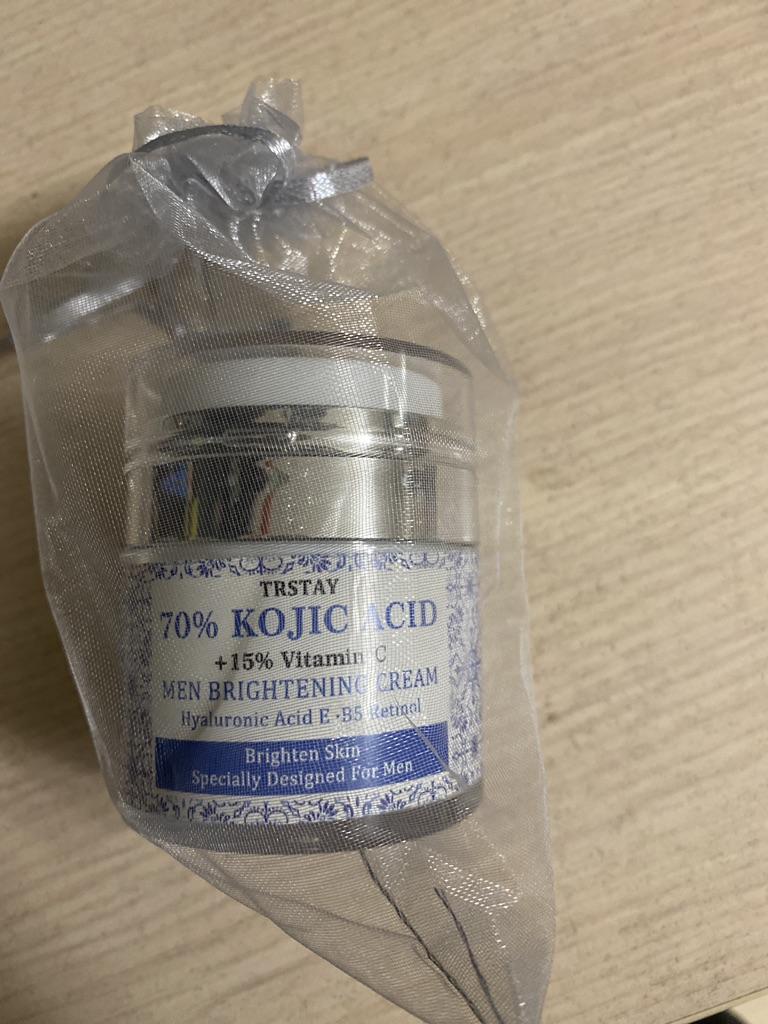 TRSTAY
70% KOJIC ACID
+15% Vitamin C
MEN BRIGHTENING CREAM
Hyaluronic Acid E ·B5 Retinol
Brighten Skin
Specially Designed For Men